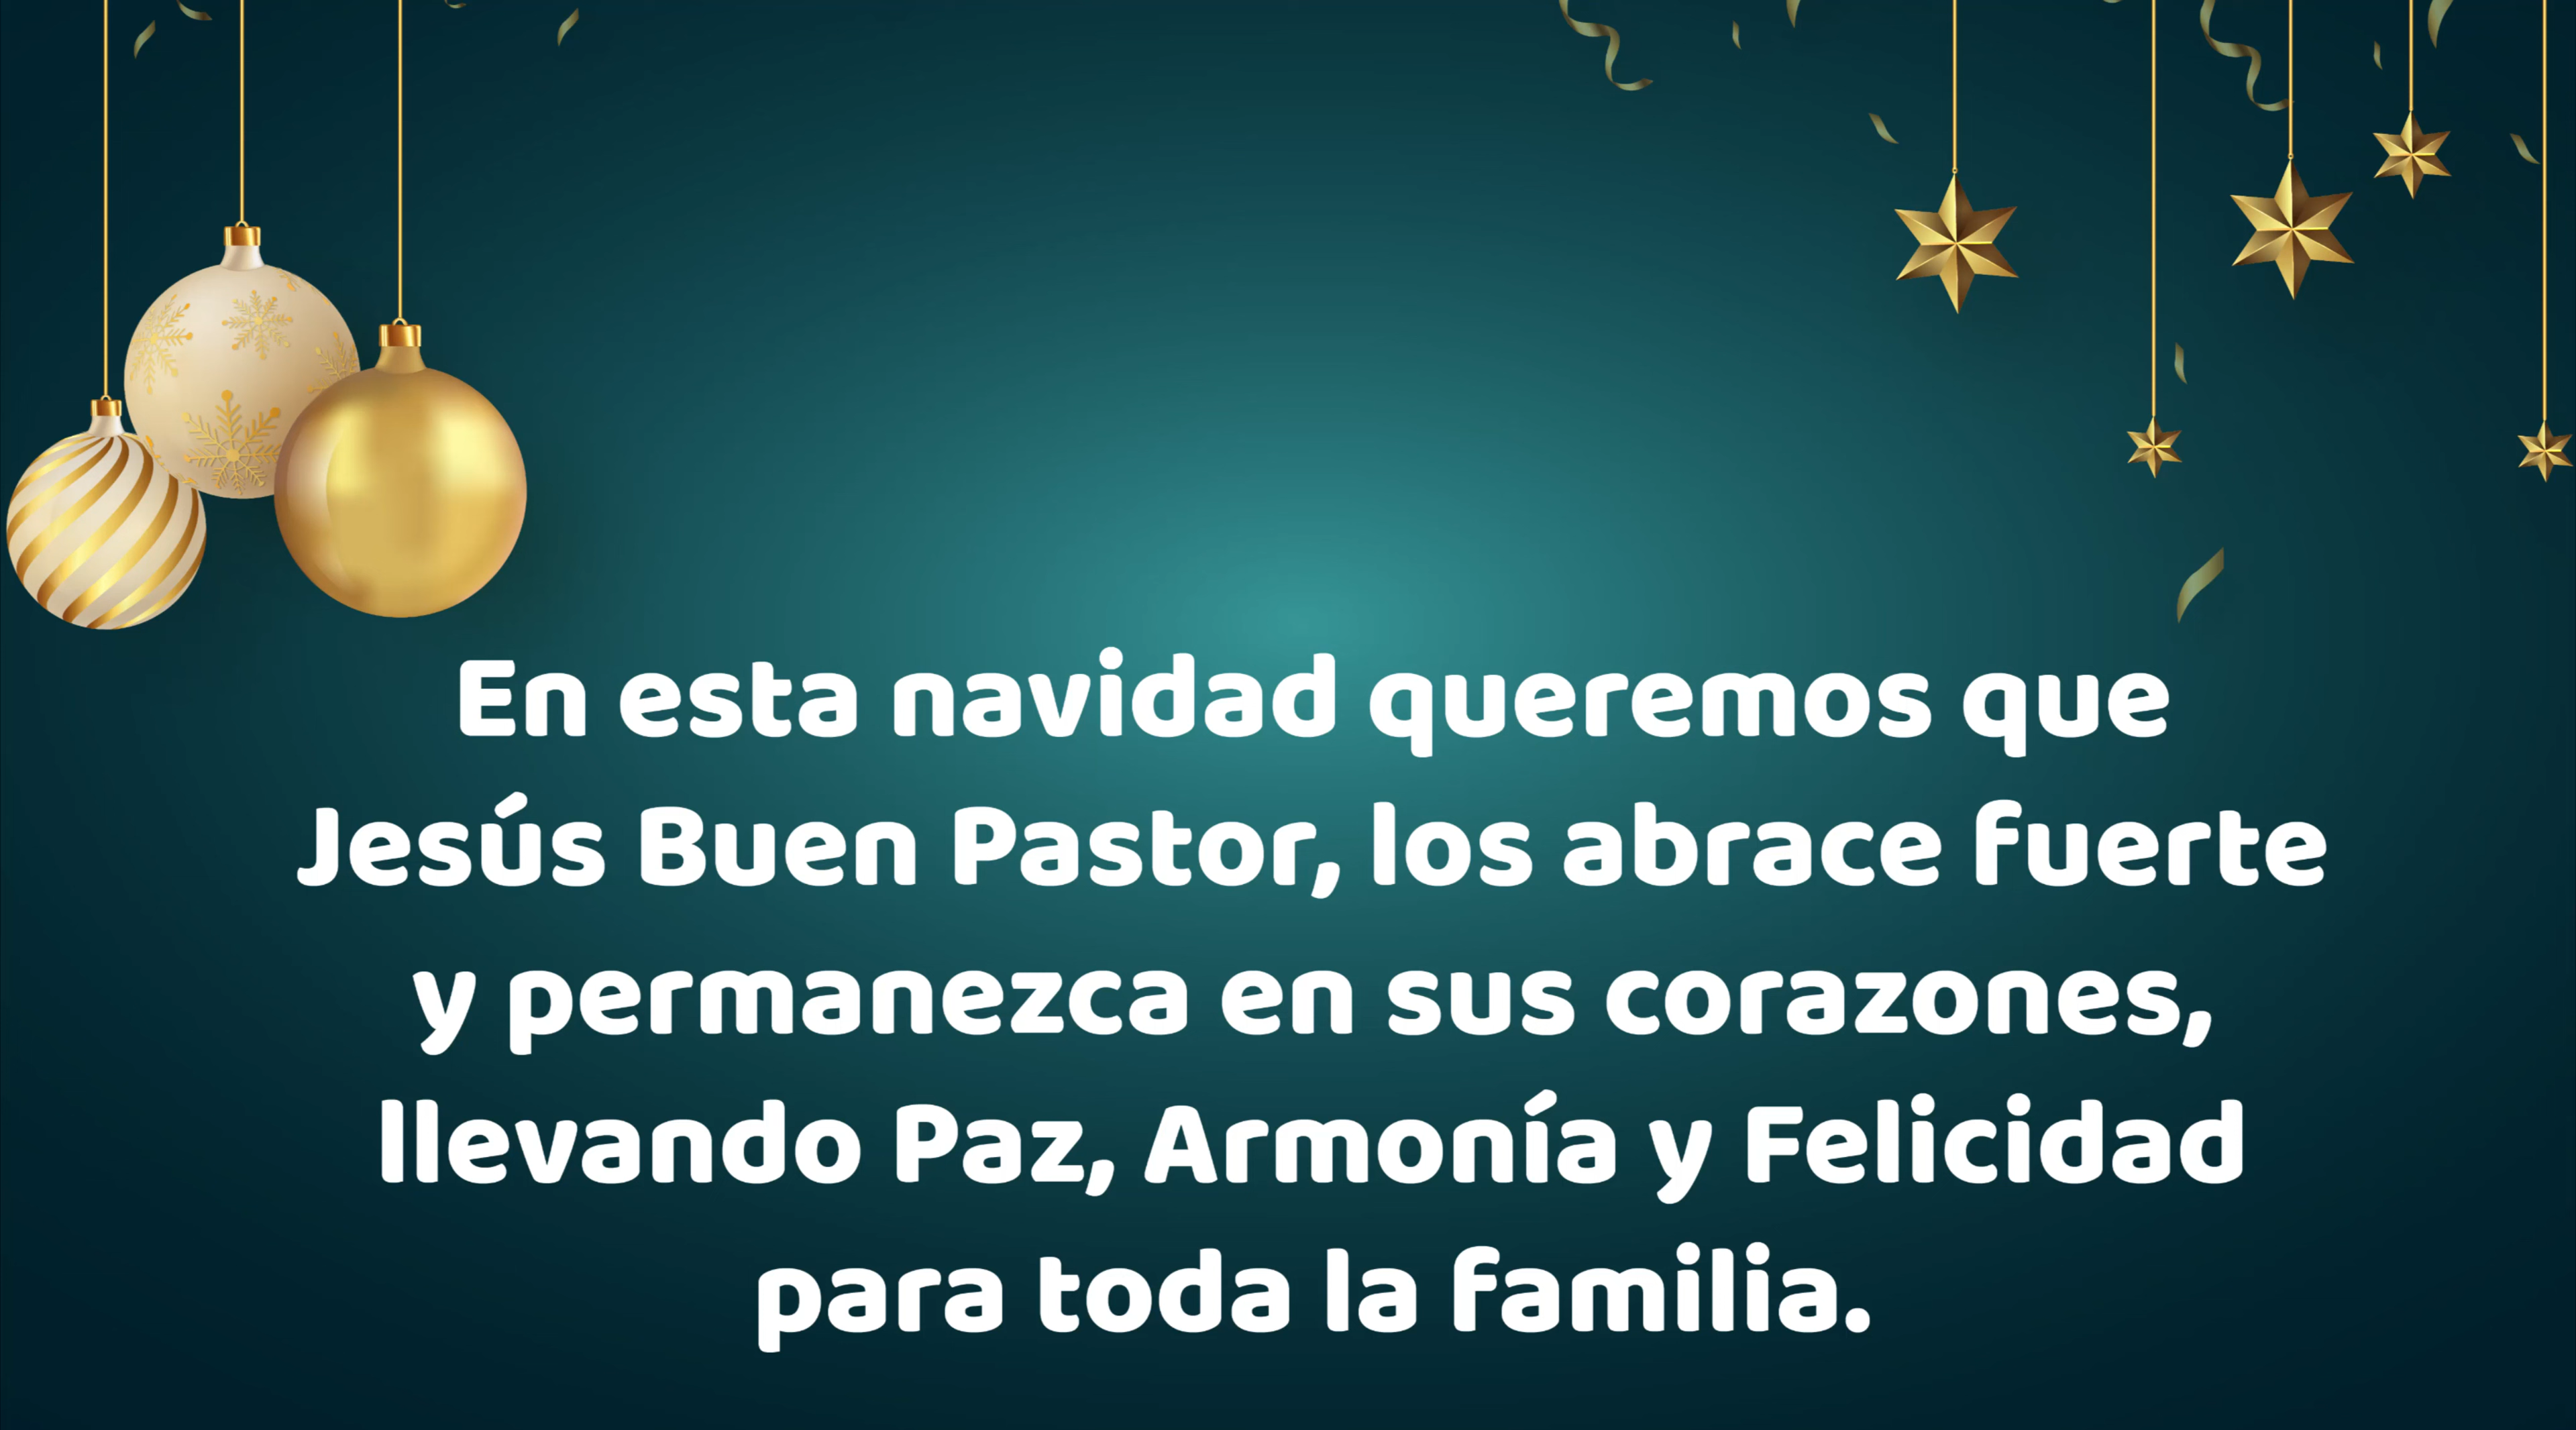 En esta navidad queremos que
Jesús Buen Pastor, los abrace fuerte
y permanezca en sus corazones,
llevando Paz, Armonía y Felicidad
para toda la familia.